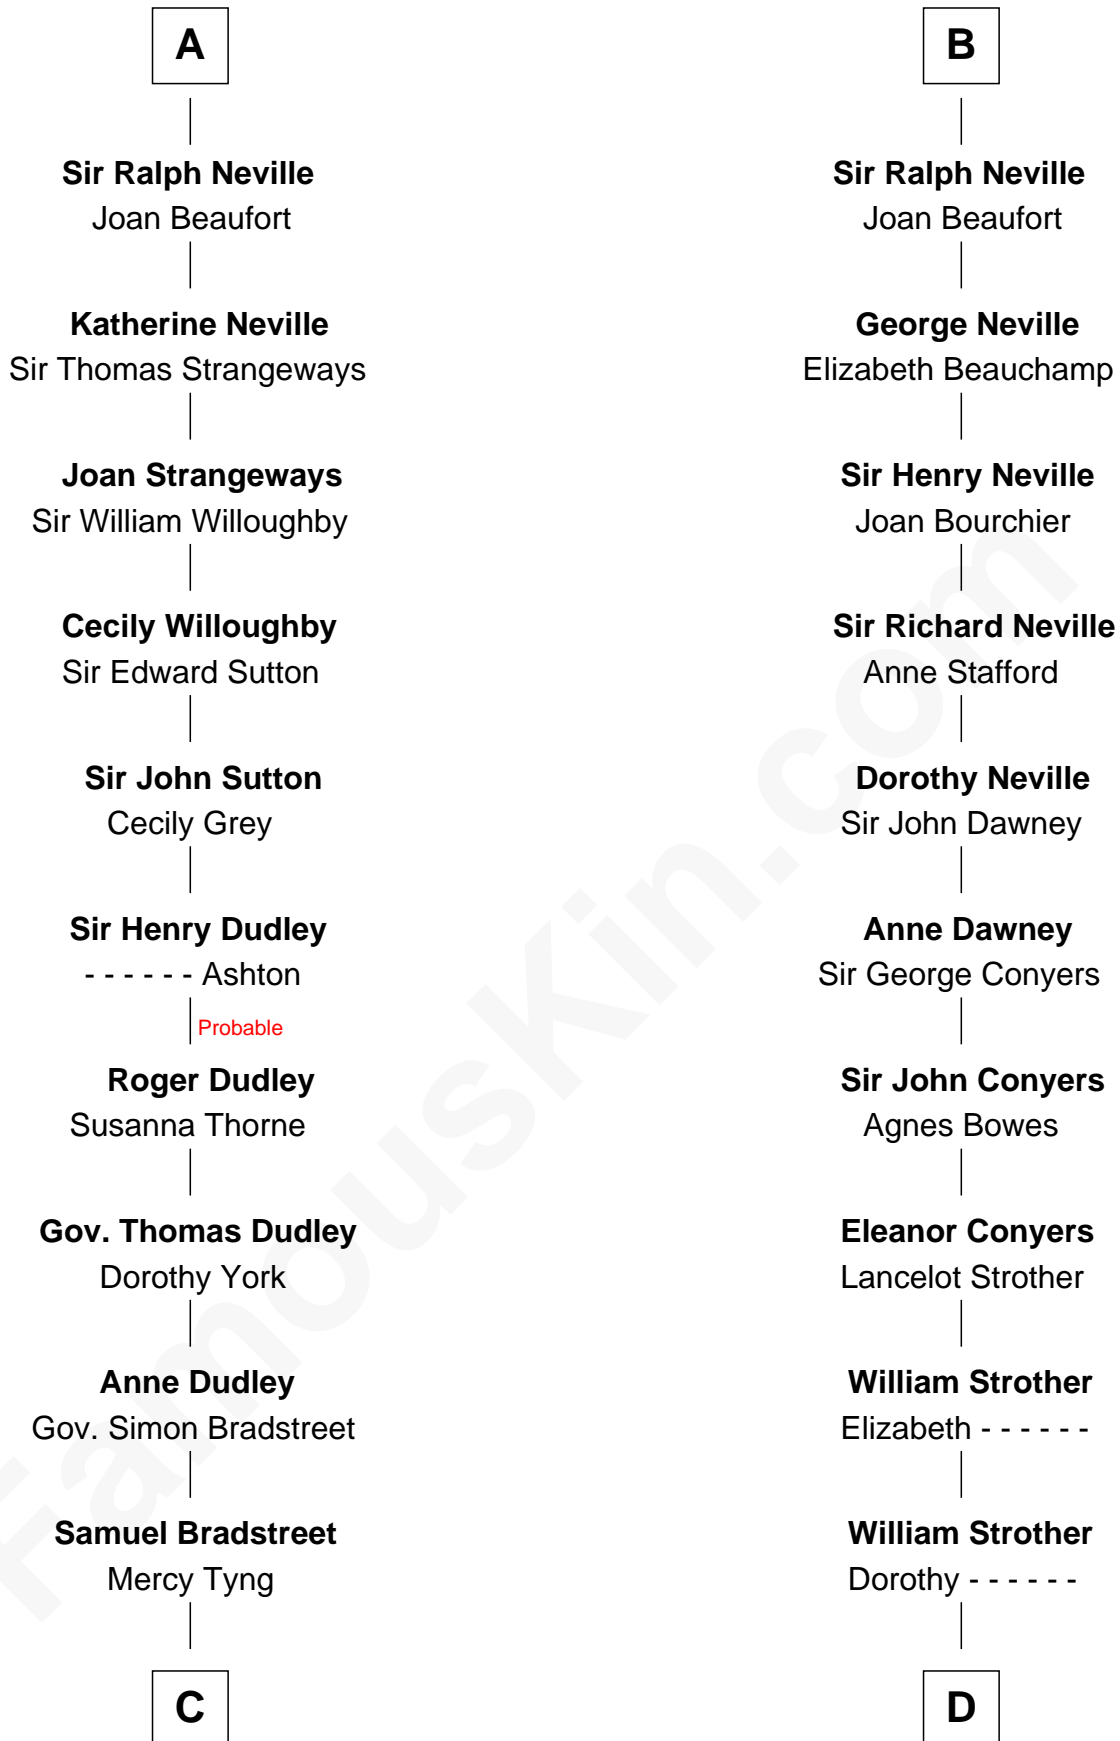 A
Sir Ralph Neville
Joan Beaufort
Katherine Neville
Sir Thomas Strangeways
Joan Strangeways
Sir William Willoughby
Cecily Willoughby
Sir Edward Sutton
Sir John Sutton
Cecily Grey
Sir Henry Dudley
- - - - - - Ashton
Probable
Roger Dudley
Susanna Thorne
Gov. Thomas Dudley
Dorothy York
Anne Dudley
Gov. Simon Bradstreet
Samuel Bradstreet
Mercy Tyng
C
B
Sir Ralph Neville
Joan Beaufort
George Neville
Elizabeth Beauchamp
Sir Henry Neville
Joan Bourchier
Sir Richard Neville
Anne Stafford
Dorothy Neville
Sir John Dawney
Anne Dawney
Sir George Conyers
Sir John Conyers
Agnes Bowes
Eleanor Conyers
Lancelot Strother
William Strother
Elizabeth - - - - - -
William Strother
Dorothy - - - - - -
D
FamousKin.com